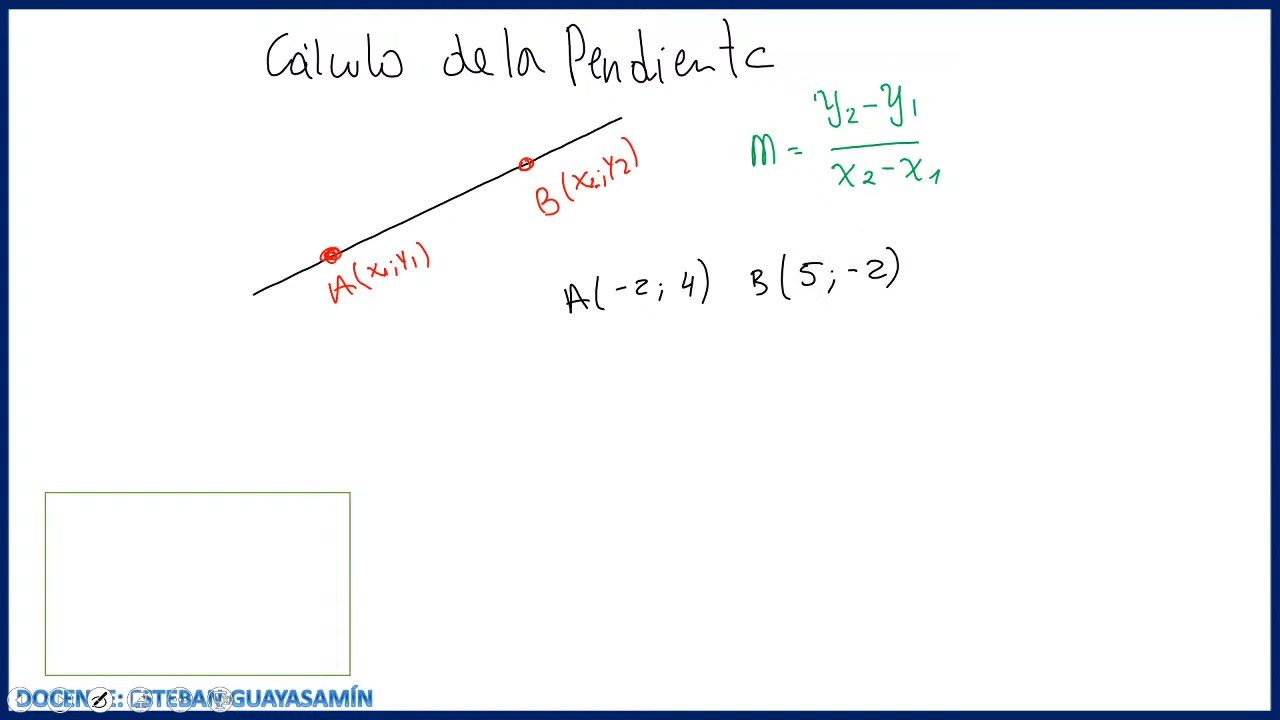 Cálculo de la Pendiente
m = y2 - y1 / x2 - x1
B(x2; y2)
A(x1; y1)
A(-2; 4) B(5; -2)
DOCENTE: ESTEBAN GUAYASAMÍN